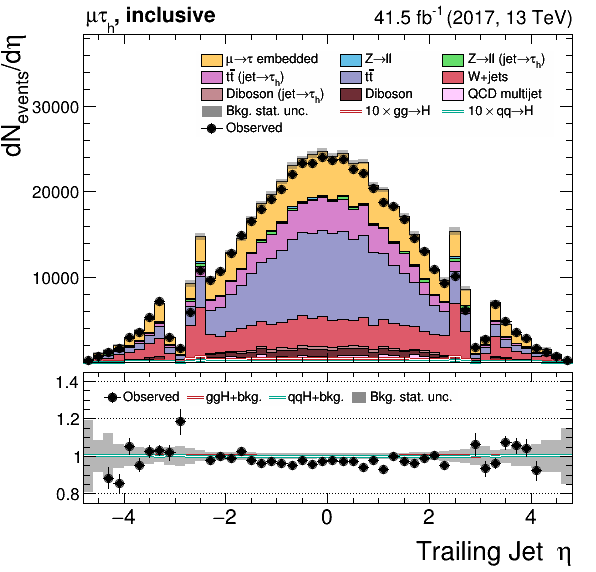 μτh, inclusive 41.5 fb⁻¹ (2017, 13 TeV)
dNevents/dη
μ→τ embedded Z→ll Z→ll (jet→τh)
tt̄ (jet→τh) tt̄ W+jets
Diboson (jet→τh) Diboson QCD multijet
Bkg. stat. unc. 10 × gg→H 10 × qq→H
Observed
30000
20000
10000
1.4
Observed ggH+bkg. qqH+bkg. Bkg. stat. unc.
1.2
1
0.8
−4 −2 0 2 4
Trailing Jet η